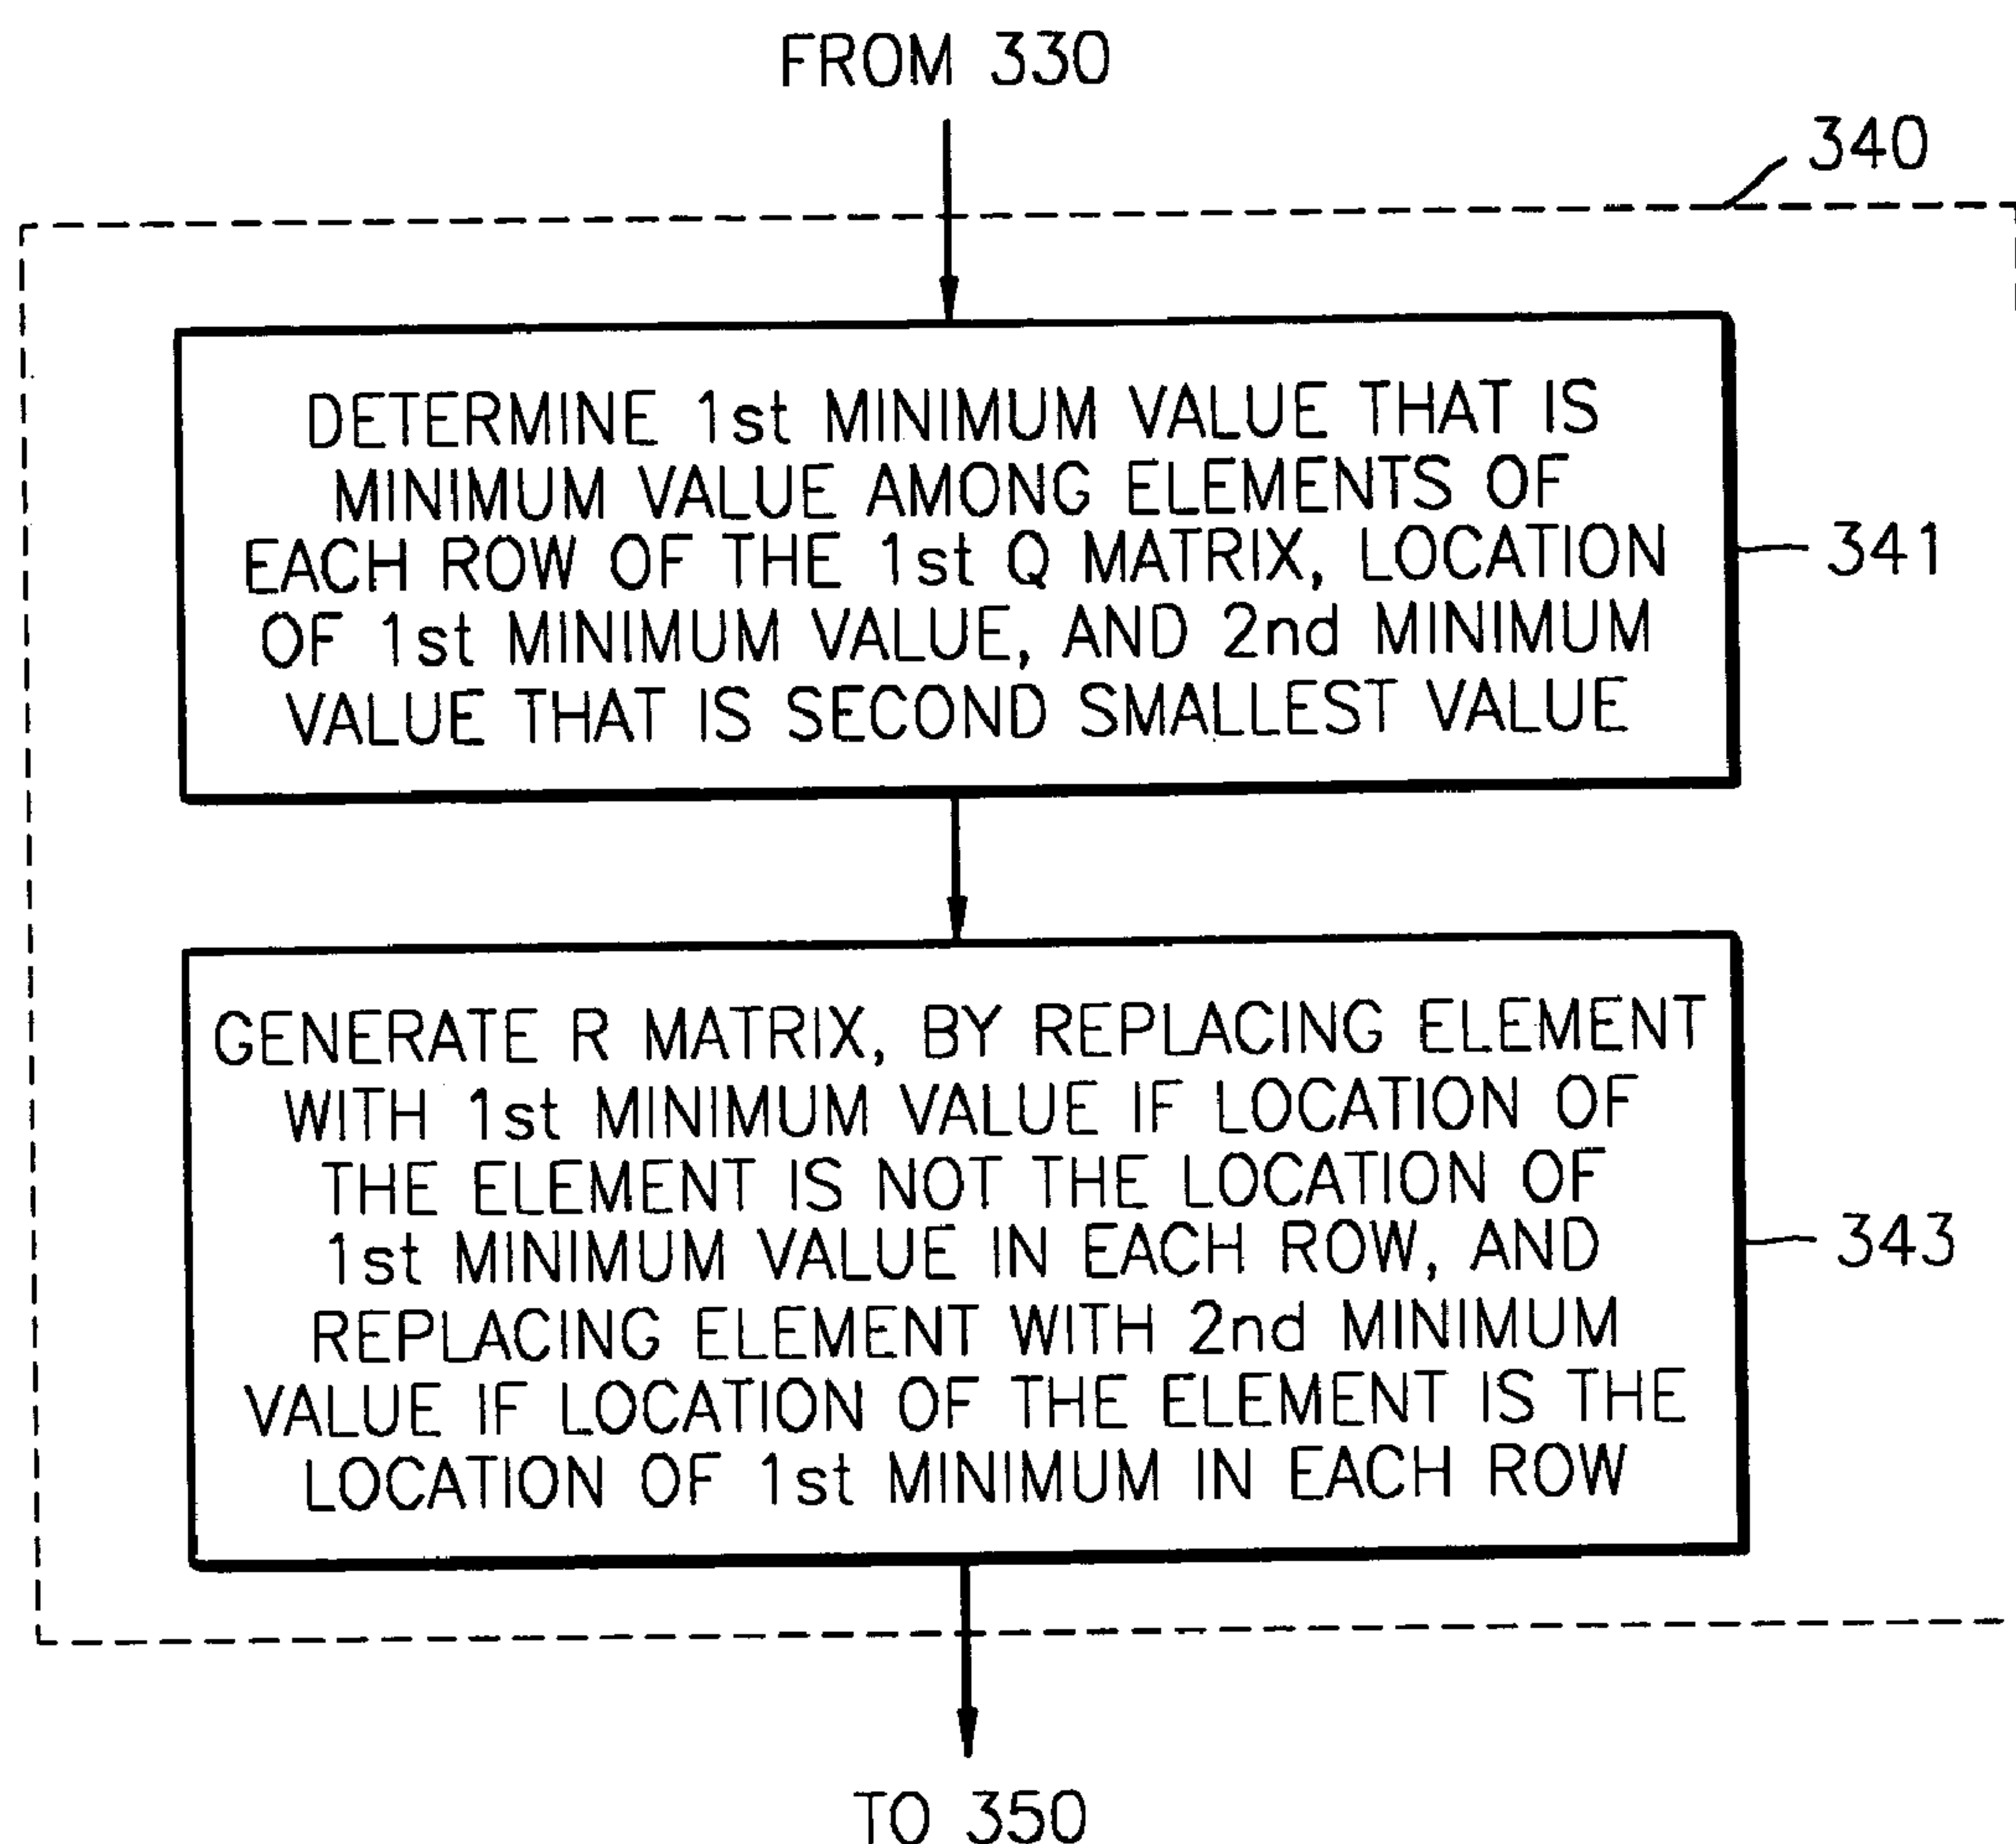 FROM 330
340
DETERMINE 1st MINIMUM VALUE THAT IS
MINIMUM VALUE AMONG ELEMENTS OF
EACH ROW OF THE 1st Q MATRIX, LOCATION
OF 1st MINIMUM VALUE, AND 2nd MINIMUM
VALUE THAT IS SECOND SMALLEST VALUE
341
GENERATE R MATRIX, BY REPLACING ELEMENT
WITH 1st MINIMUM VALUE IF LOCATION OF
THE ELEMENT IS NOT THE LOCATION OF
1st MINIMUM VALUE IN EACH ROW, AND
REPLACING ELEMENT WITH 2nd MINIMUM
VALUE IF LOCATION OF THE ELEMENT IS THE
LOCATION OF 1st MINIMUM IN EACH ROW
343
TO 350